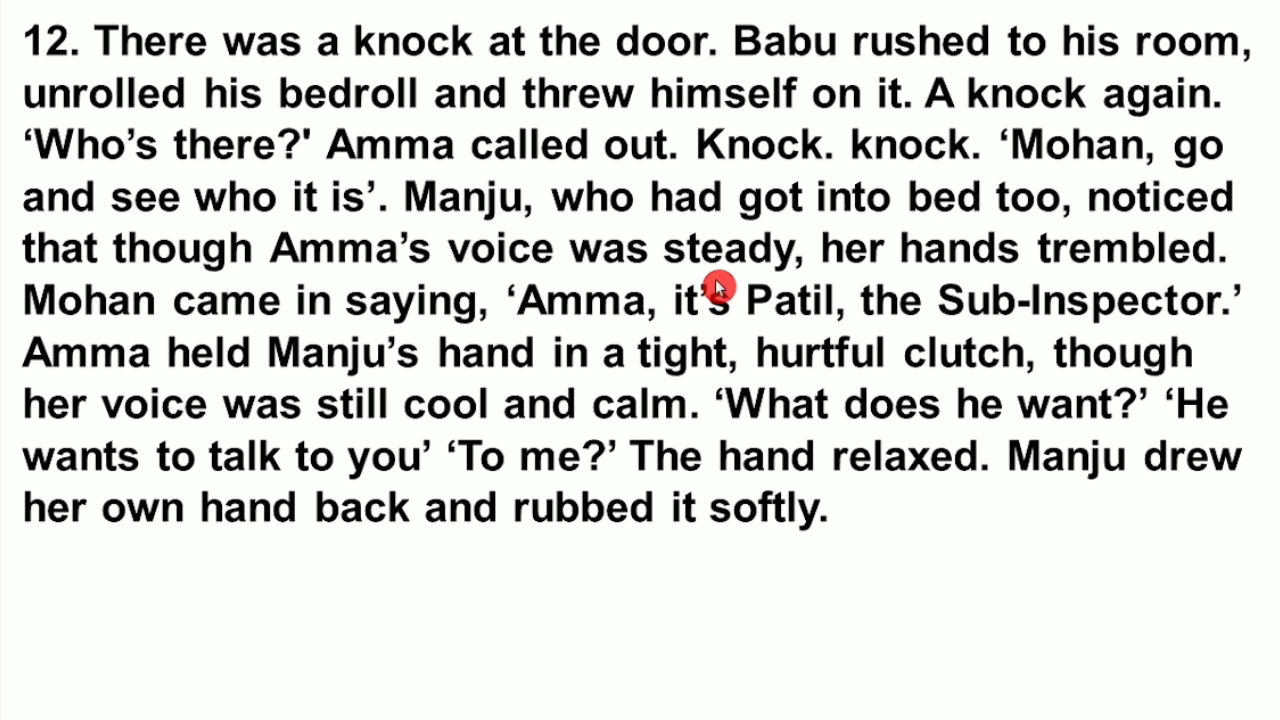 12. There was a knock at the door. Babu rushed to his room,
unrolled his bedroll and threw himself on it. A knock again.
‘Who’s there?' Amma called out. Knock. knock. ‘Mohan, go
and see who it is’. Manju, who had got into bed too, noticed
that though Amma’s voice was steady, her hands trembled.
Mohan came in saying, ‘Amma, it’s Patil, the Sub-Inspector.’
Amma held Manju’s hand in a tight, hurtful clutch, though
her voice was still cool and calm. ‘What does he want?’ ‘He
wants to talk to you’ ‘To me?’ The hand relaxed. Manju drew
her own hand back and rubbed it softly.